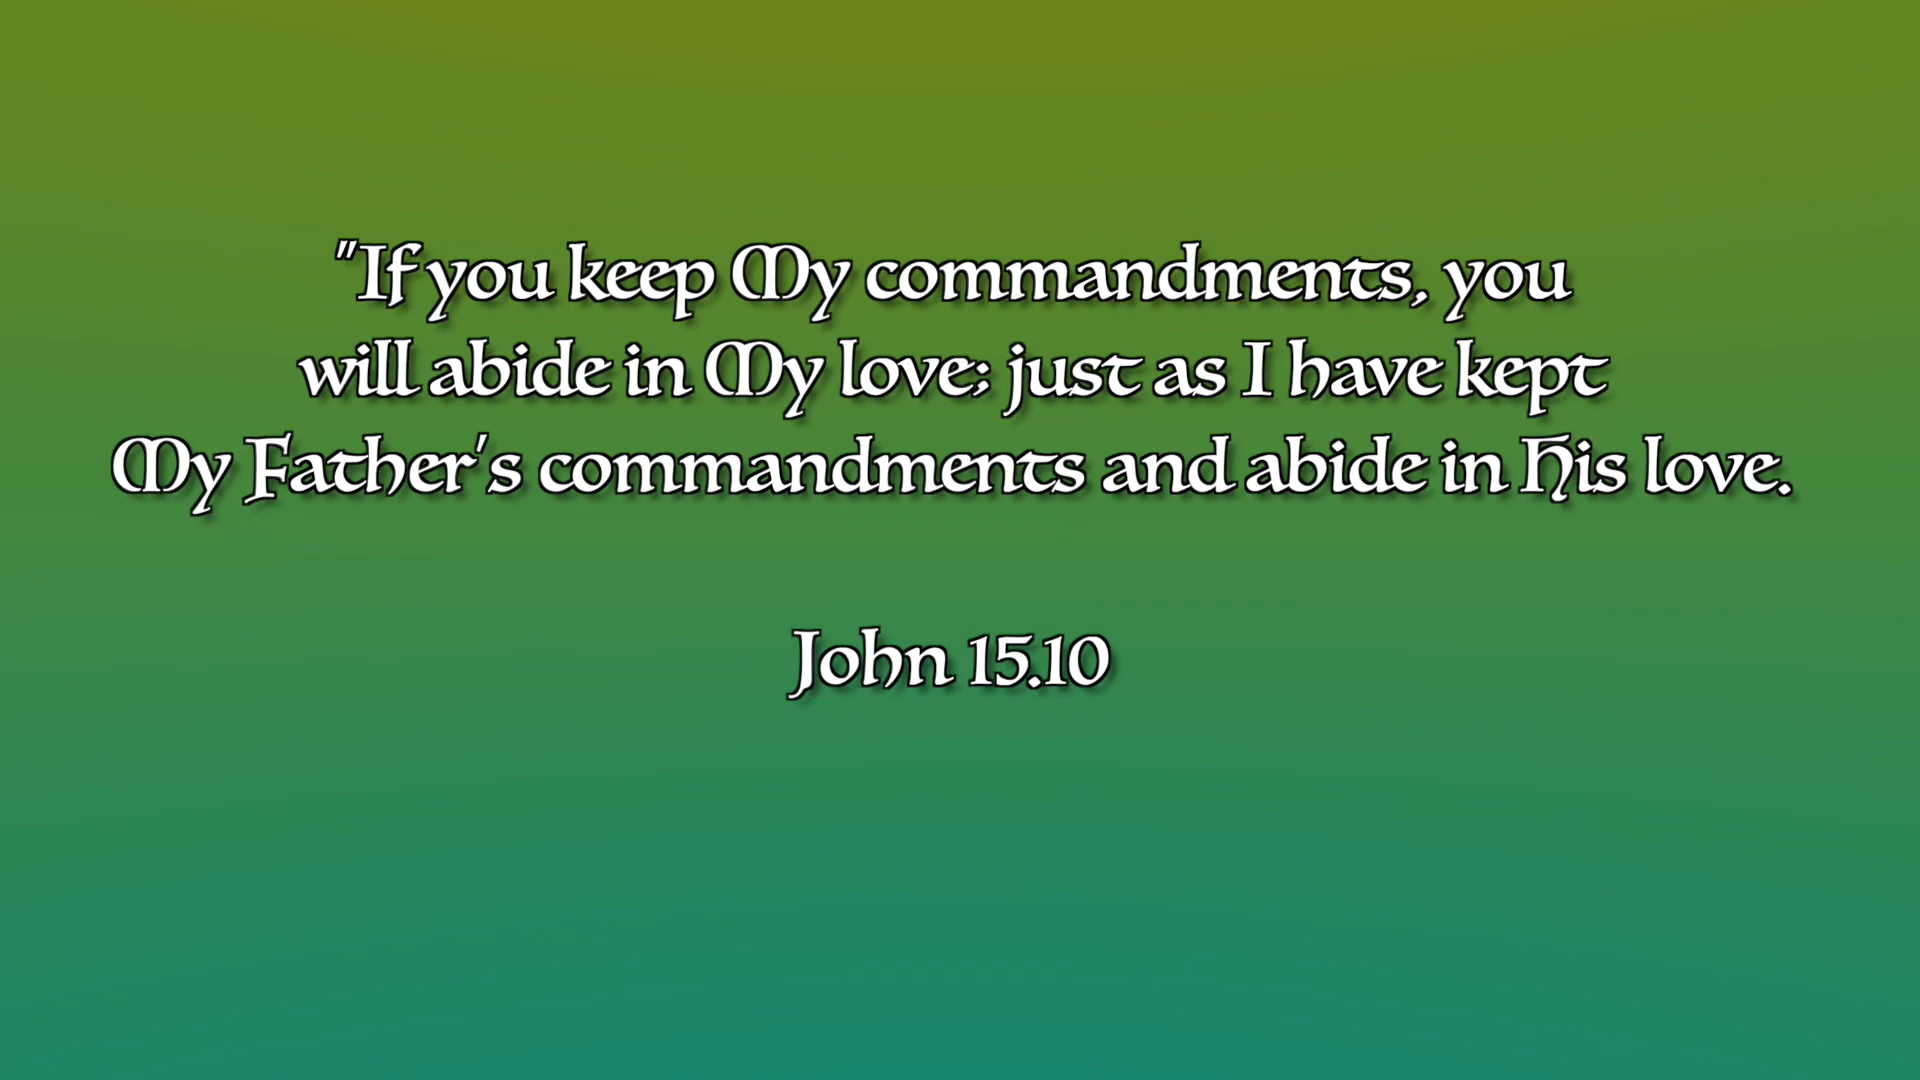 "If you keep My commandments, you
will abide in My love; just as I have kept
My Father's commandments and abide in His love.
John 15.10